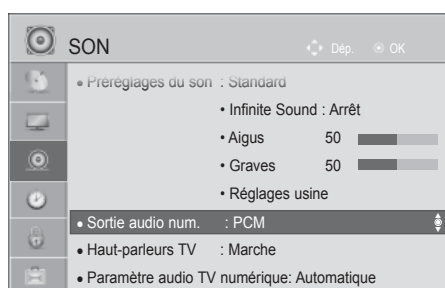 SON Dép. OK
• Préréglages du son : Standard
• Infinite Sound : Arrêt
• Aigus 50
• Graves 50
• Réglages usine
• Sortie audio num. : PCM
• Haut-parleurs TV : Marche
• Paramètre audio TV numérique: Automatique